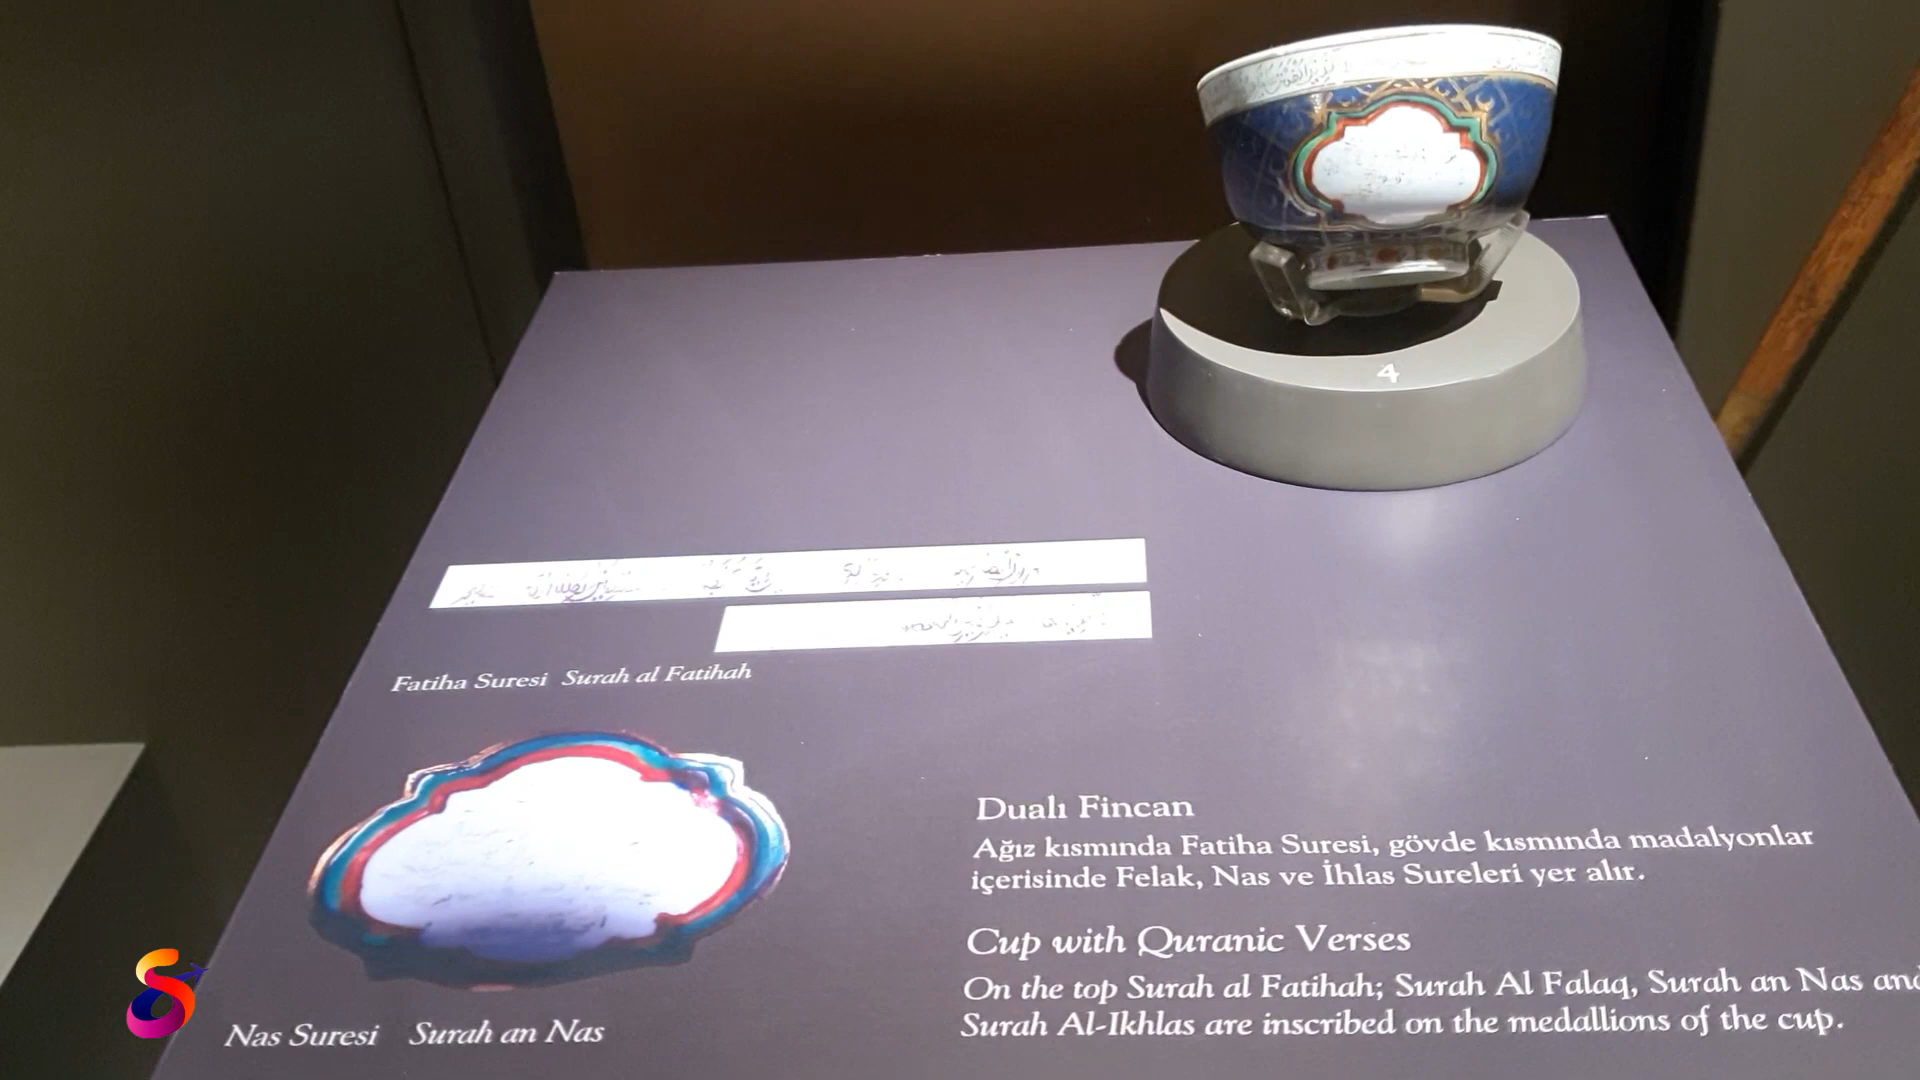 4
Fatiha Suresi Surah al Fatihah
Nas Suresi Surah an Nas
Dualı Fincan
Ağız kısmında Fatiha Suresi, gövde kısmında madalyonlar
içerisinde Felak, Nas ve İhlas Sureleri yer alır.
Cup with Quranic Verses
On the top Surah al Fatihah; Surah Al Falaq, Surah an Nas and
Surah Al-Ikhlas are inscribed on the medallions of the cup.